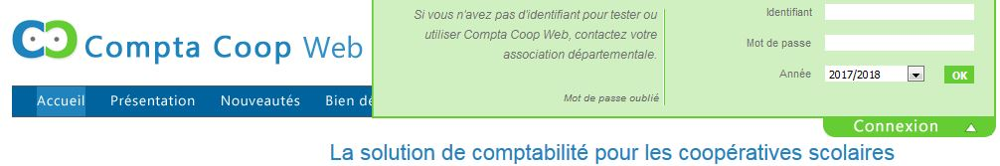 Compta Coop Web
Si vous n'avez pas d'identifiant pour tester ou
utiliser Compta Coop Web, contactez votre
association départementale.
Mot de passe oublié
Identifiant
Mot de passe
Année 2017/2018 OK
Connexion
Accueil Présentation Nouveautés Bien dé
La solution de comptabilité pour les coopératives scolaires